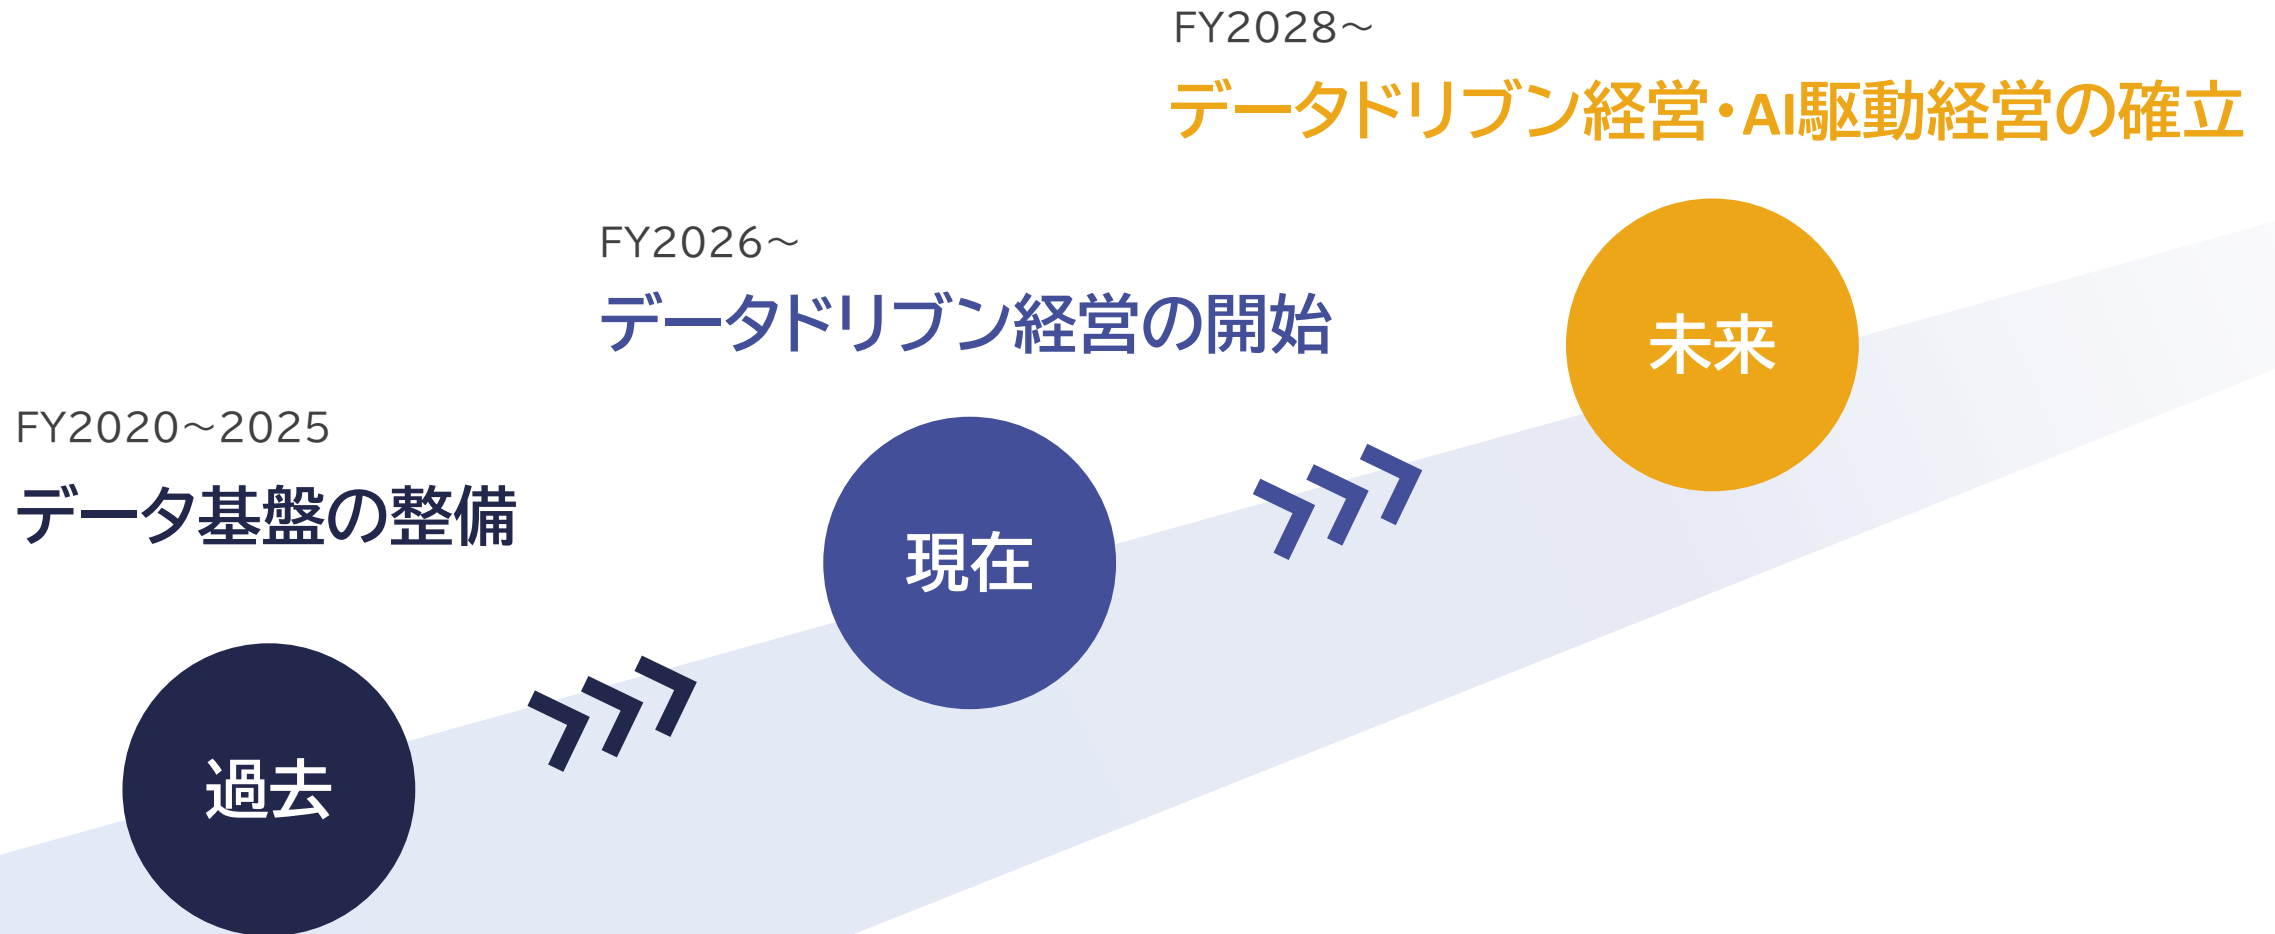 FY2028～
データドリブン経営・AI駆動経営の確立
FY2026～
データドリブン経営の開始
未来
FY2020～2025
データ基盤の整備
現在
過去